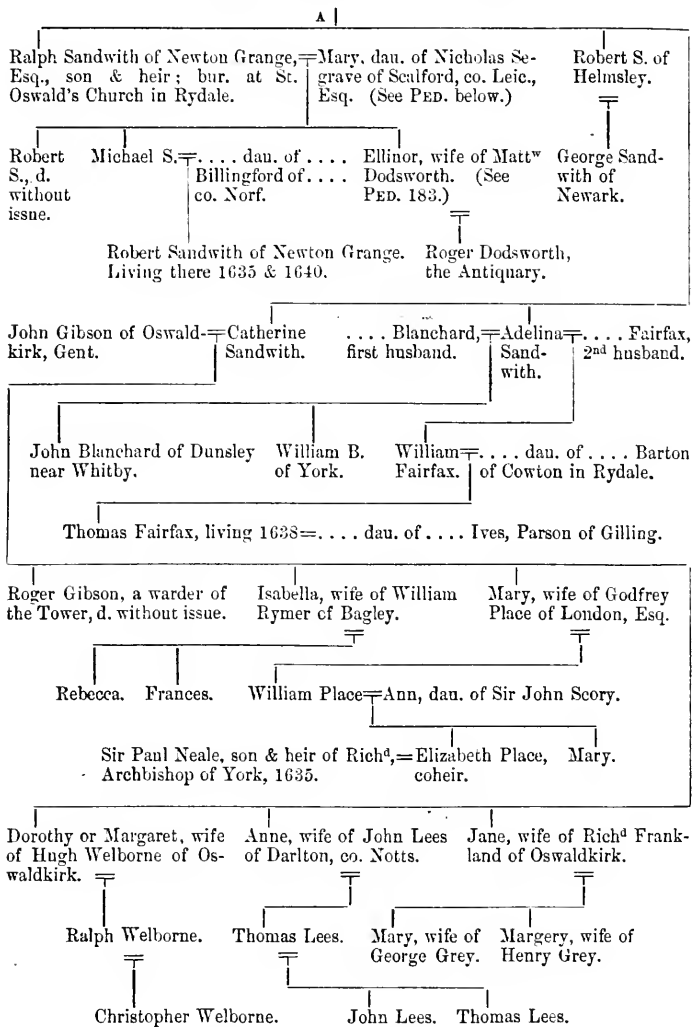 A
Ralph Sandwith of Newton Grange, Esq., son & heir; bur. at St. Oswald's Church in Rydale.
Mary, dau. of Nicholas Segrave of Scalford, co. Leic., Esq. (See PED. below.)
Robert S. of Helmsley.
Robert S., d. without issue.
Michael S.
.... dau. of .... Billingford of .... co. Norf.
Ellinor, wife of Mattʷ Dodsworth. (See PED. 183.)
George Sandwith of Newark.
Robert Sandwith of Newton Grange. Living there 1635 & 1640.
Roger Dodsworth, the Antiquary.
John Gibson of Oswaldkirk, Gent.
Catherine Sandwith.
.... Blanchard, first husband.
Adelina Sandwith.
.... Fairfax, 2ⁿᵈ husband.
John Blanchard of Dunsley near Whitby.
William B. of York.
William Fairfax.
.... dau. of .... Barton of Cowton in Rydale.
Thomas Fairfax, living 1638=.... dau. of .... Ives, Parson of Gilling.
Roger Gibson, a warder of the Tower, d. without issue.
Isabella, wife of William Rymer of Bagley.
Mary, wife of Godfrey Place of London, Esq.
Rebecca.
Frances.
William Place
Ann, dau. of Sir John Scory.
Sir Paul Neale, son & heir of Richᵈ,= Archbishop of York, 1635.
Elizabeth Place, coheir.
Mary.
Dorothy or Margaret, wife of Hugh Welborne of Oswaldkirk.
Anne, wife of John Lees of Darlton, co. Notts.
Jane, wife of Richᵈ Frankland of Oswaldkirk.
Ralph Welborne.
Thomas Lees.
Mary, wife of George Grey.
Margery, wife of Henry Grey.
Christopher Welborne.
John Lees.
Thomas Lees.